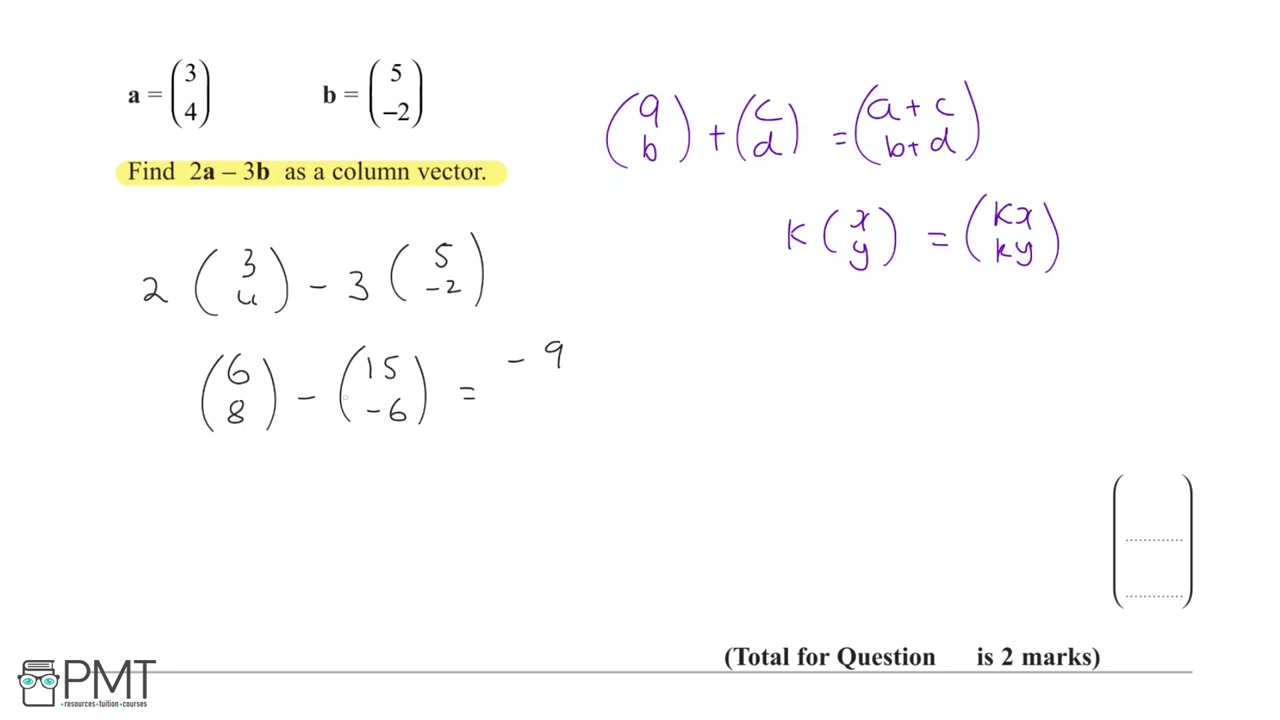 a = (3 4) b = (5 −2)
Find 2a − 3b as a column vector.
(a b) + (c d) = (a + c b + d)
k (x y) = (kx ky)
2 (3 4) − 3 (5 −2)
(6 8) − (15 −6) = −9
.............
.............
(Total for Question is 2 marks)
PMT
•resources•tuition•courses